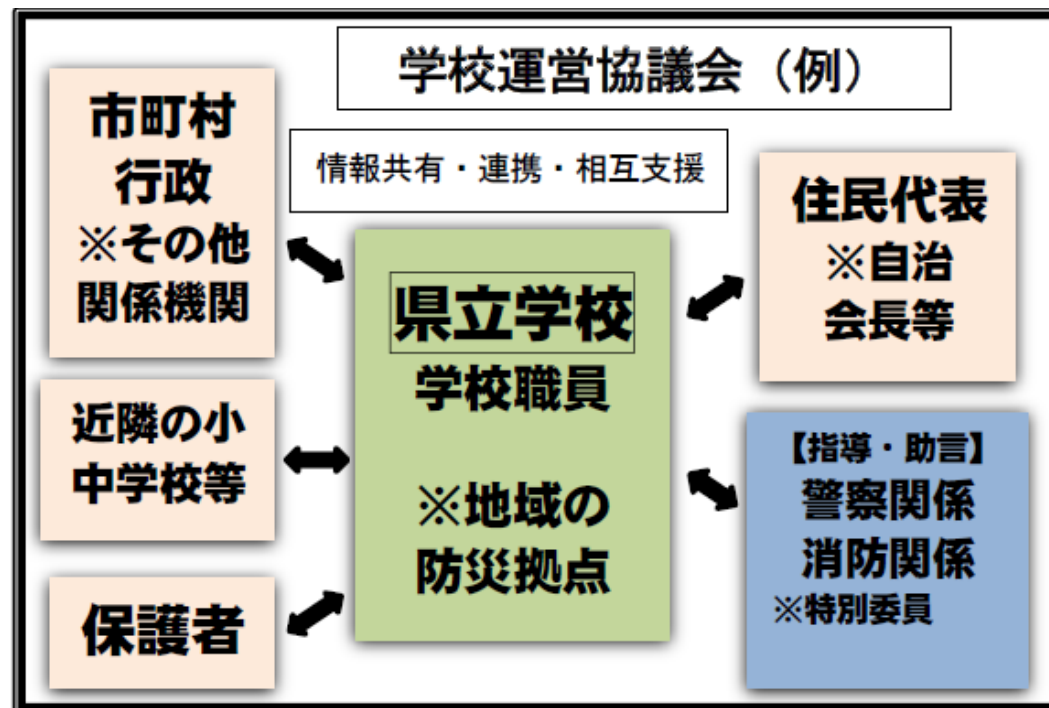 学校運営協議会（例）
情報共有・連携・相互支援
市町村
行政
※その他
関係機関
近隣の小
中学校等
保護者
県立学校
学校職員
※地域の
防災拠点
住民代表
※自治
会長等
【指導・助言】
警察関係
消防関係
※特別委員